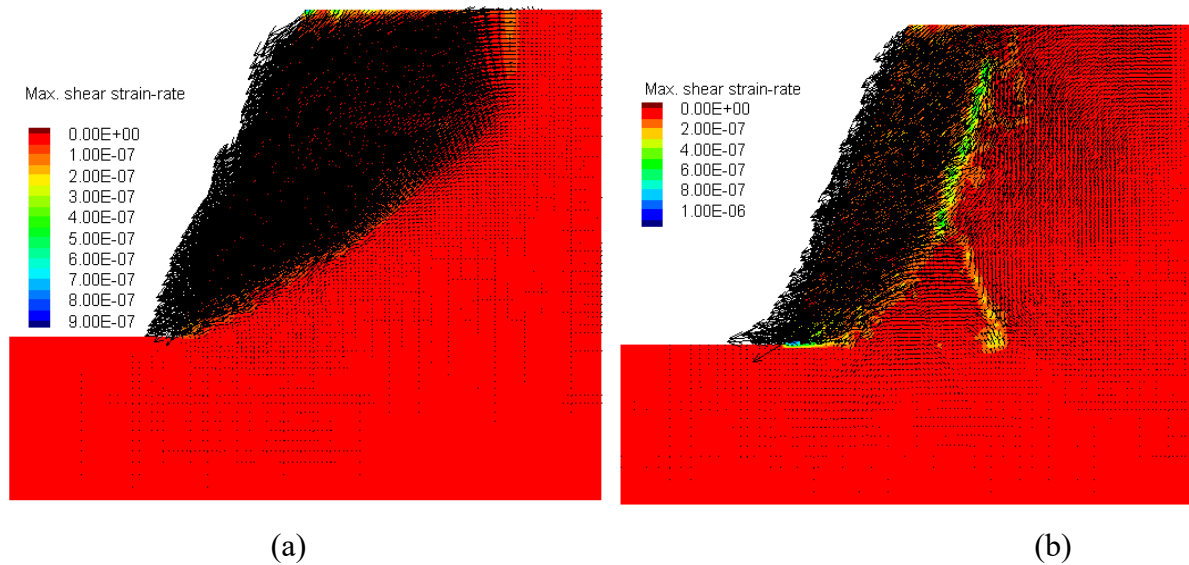 Max. shear strain-rate
0.00E+00
1.00E-07
2.00E-07
3.00E-07
4.00E-07
5.00E-07
6.00E-07
7.00E-07
8.00E-07
9.00E-07
(a)
Max. shear strain-rate
0.00E+00
2.00E-07
4.00E-07
6.00E-07
8.00E-07
1.00E-06
(b)